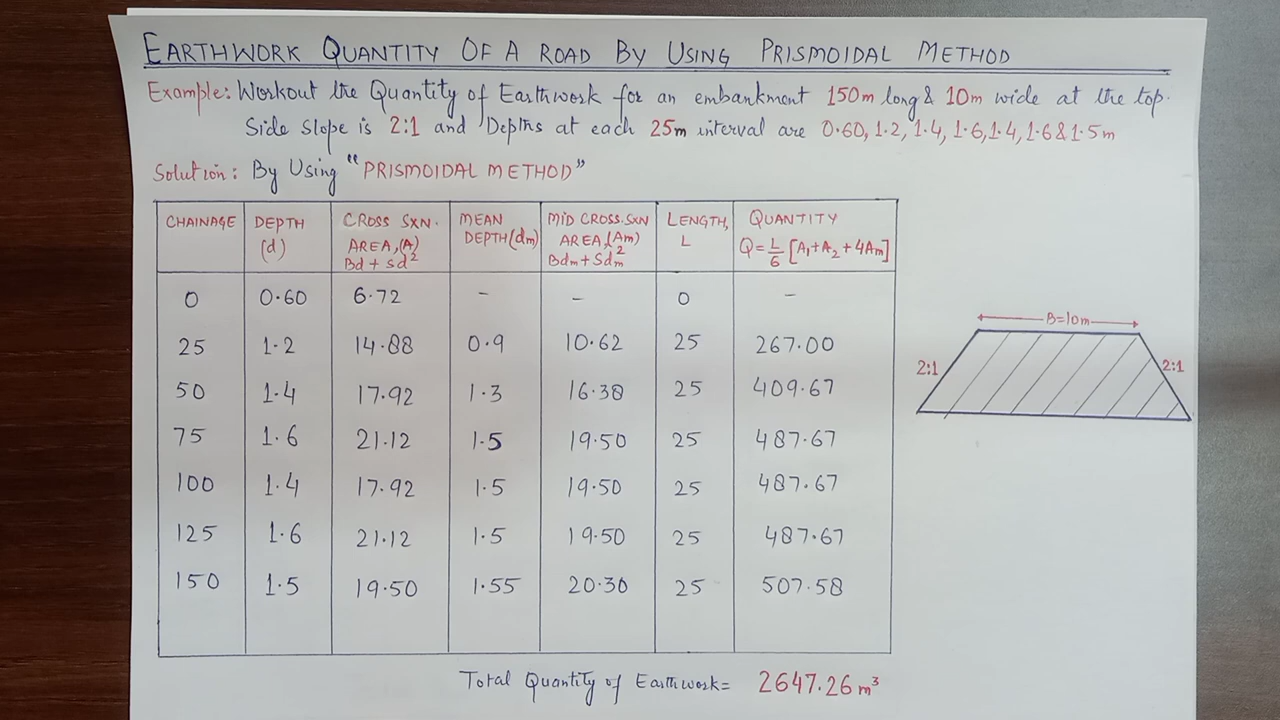 EARTHWORK QUANTITY OF A ROAD BY USING PRISMOIDAL METHOD
Example: Workout the Quantity of Earthwork for an embankment 150m long & 10m wide at the top.
Side slope is 2:1 and Depths at each 25m interval are 0.60, 1.2, 1.4, 1.6, 1.4, 1.6 & 1.5m
Solution: By Using "PRISMOIDAL METHOD"
CHAINAGE DEPTH (d) CROSS SXN. AREA, (A) Bd + Sd² MEAN DEPTH (dm) MID CROSS. SXN AREA, (Am) Bdm + Sdm² LENGTH, L QUANTITY Q = L/6 [A₁+A₂+4Am]
0 0.60 6.72 - - 0 -
25 1.2 14.88 0.9 10.62 25 267.00
50 1.4 17.92 1.3 16.38 25 409.67
75 1.6 21.12 1.5 19.50 25 487.67
100 1.4 17.92 1.5 19.50 25 487.67
125 1.6 21.12 1.5 19.50 25 487.67
150 1.5 19.50 1.55 20.30 25 507.58
Total Quantity of Earthwork = 2647.26 m³
B=10m
2:1
2:1